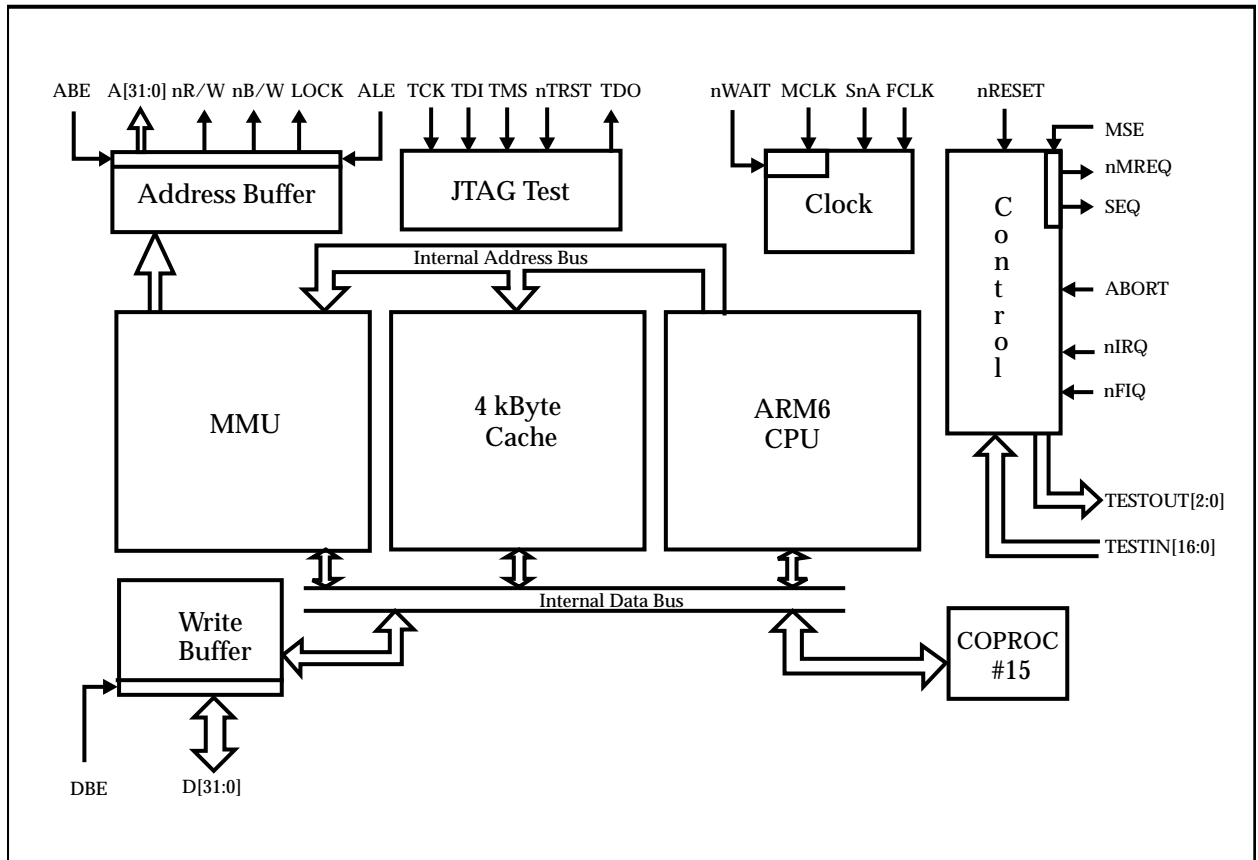 ABE A[31:0] nR/W nB/W LOCK ALE TCK TDI TMS nTRST TDO nWAIT MCLK SnA FCLK nRESET
MSE
nMREQ
SEQ
Address Buffer
JTAG Test
Clock
Control
Internal Address Bus
ABORT
nIRQ
nFIQ
MMU
4 kByte
Cache
ARM6
CPU
TESTOUT[2:0]
TESTIN[16:0]
Internal Data Bus
Write
Buffer
COPROC
#15
DBE
D[31:0]